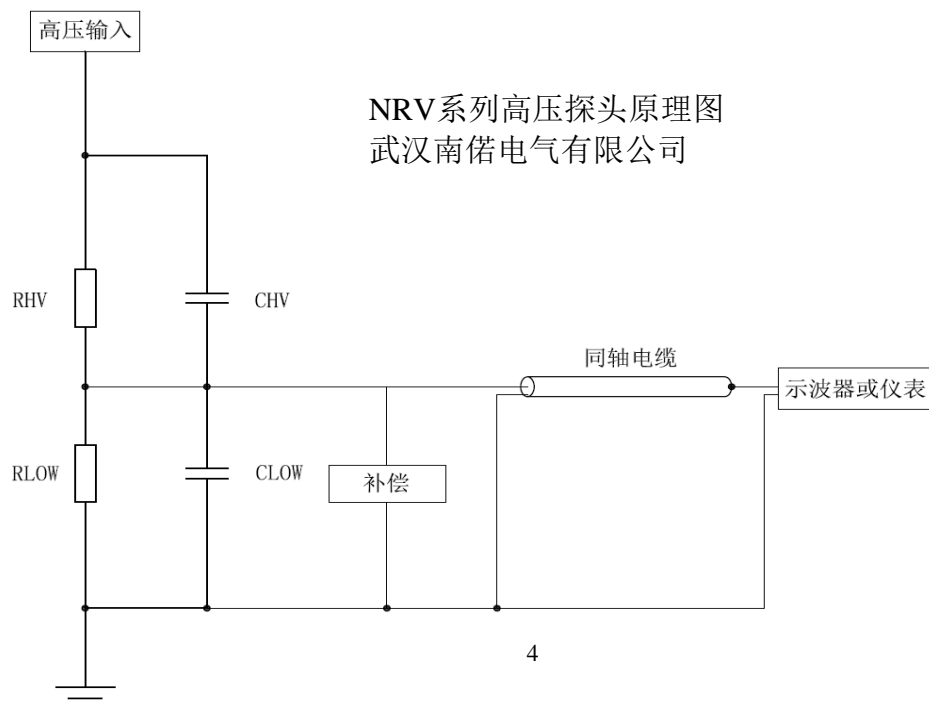 高压输入
NRV系列高压探头原理图
武汉南偌电气有限公司
RHV
CHV
同轴电缆
示波器或仪表
RLOW
CLOW
补偿
4